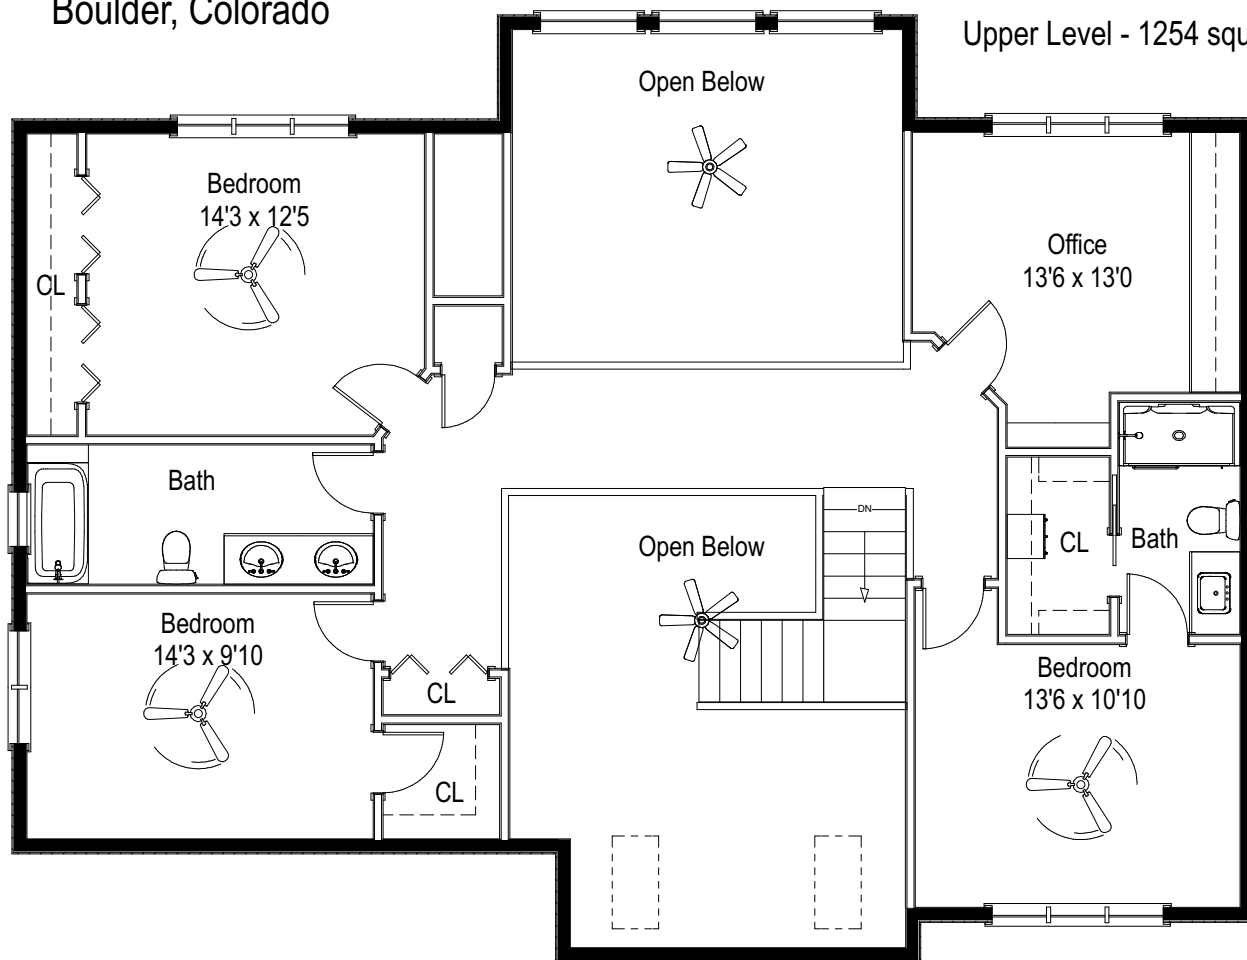 Boulder, Colorado
Upper Level - 1254 squ
Open Below
Bedroom
14'3 x 12'5
CL
Office
13'6 x 13'0
Bath
DN
Open Below
CL
Bath
Bedroom
14'3 x 9'10
CL
Bedroom
13'6 x 10'10
CL